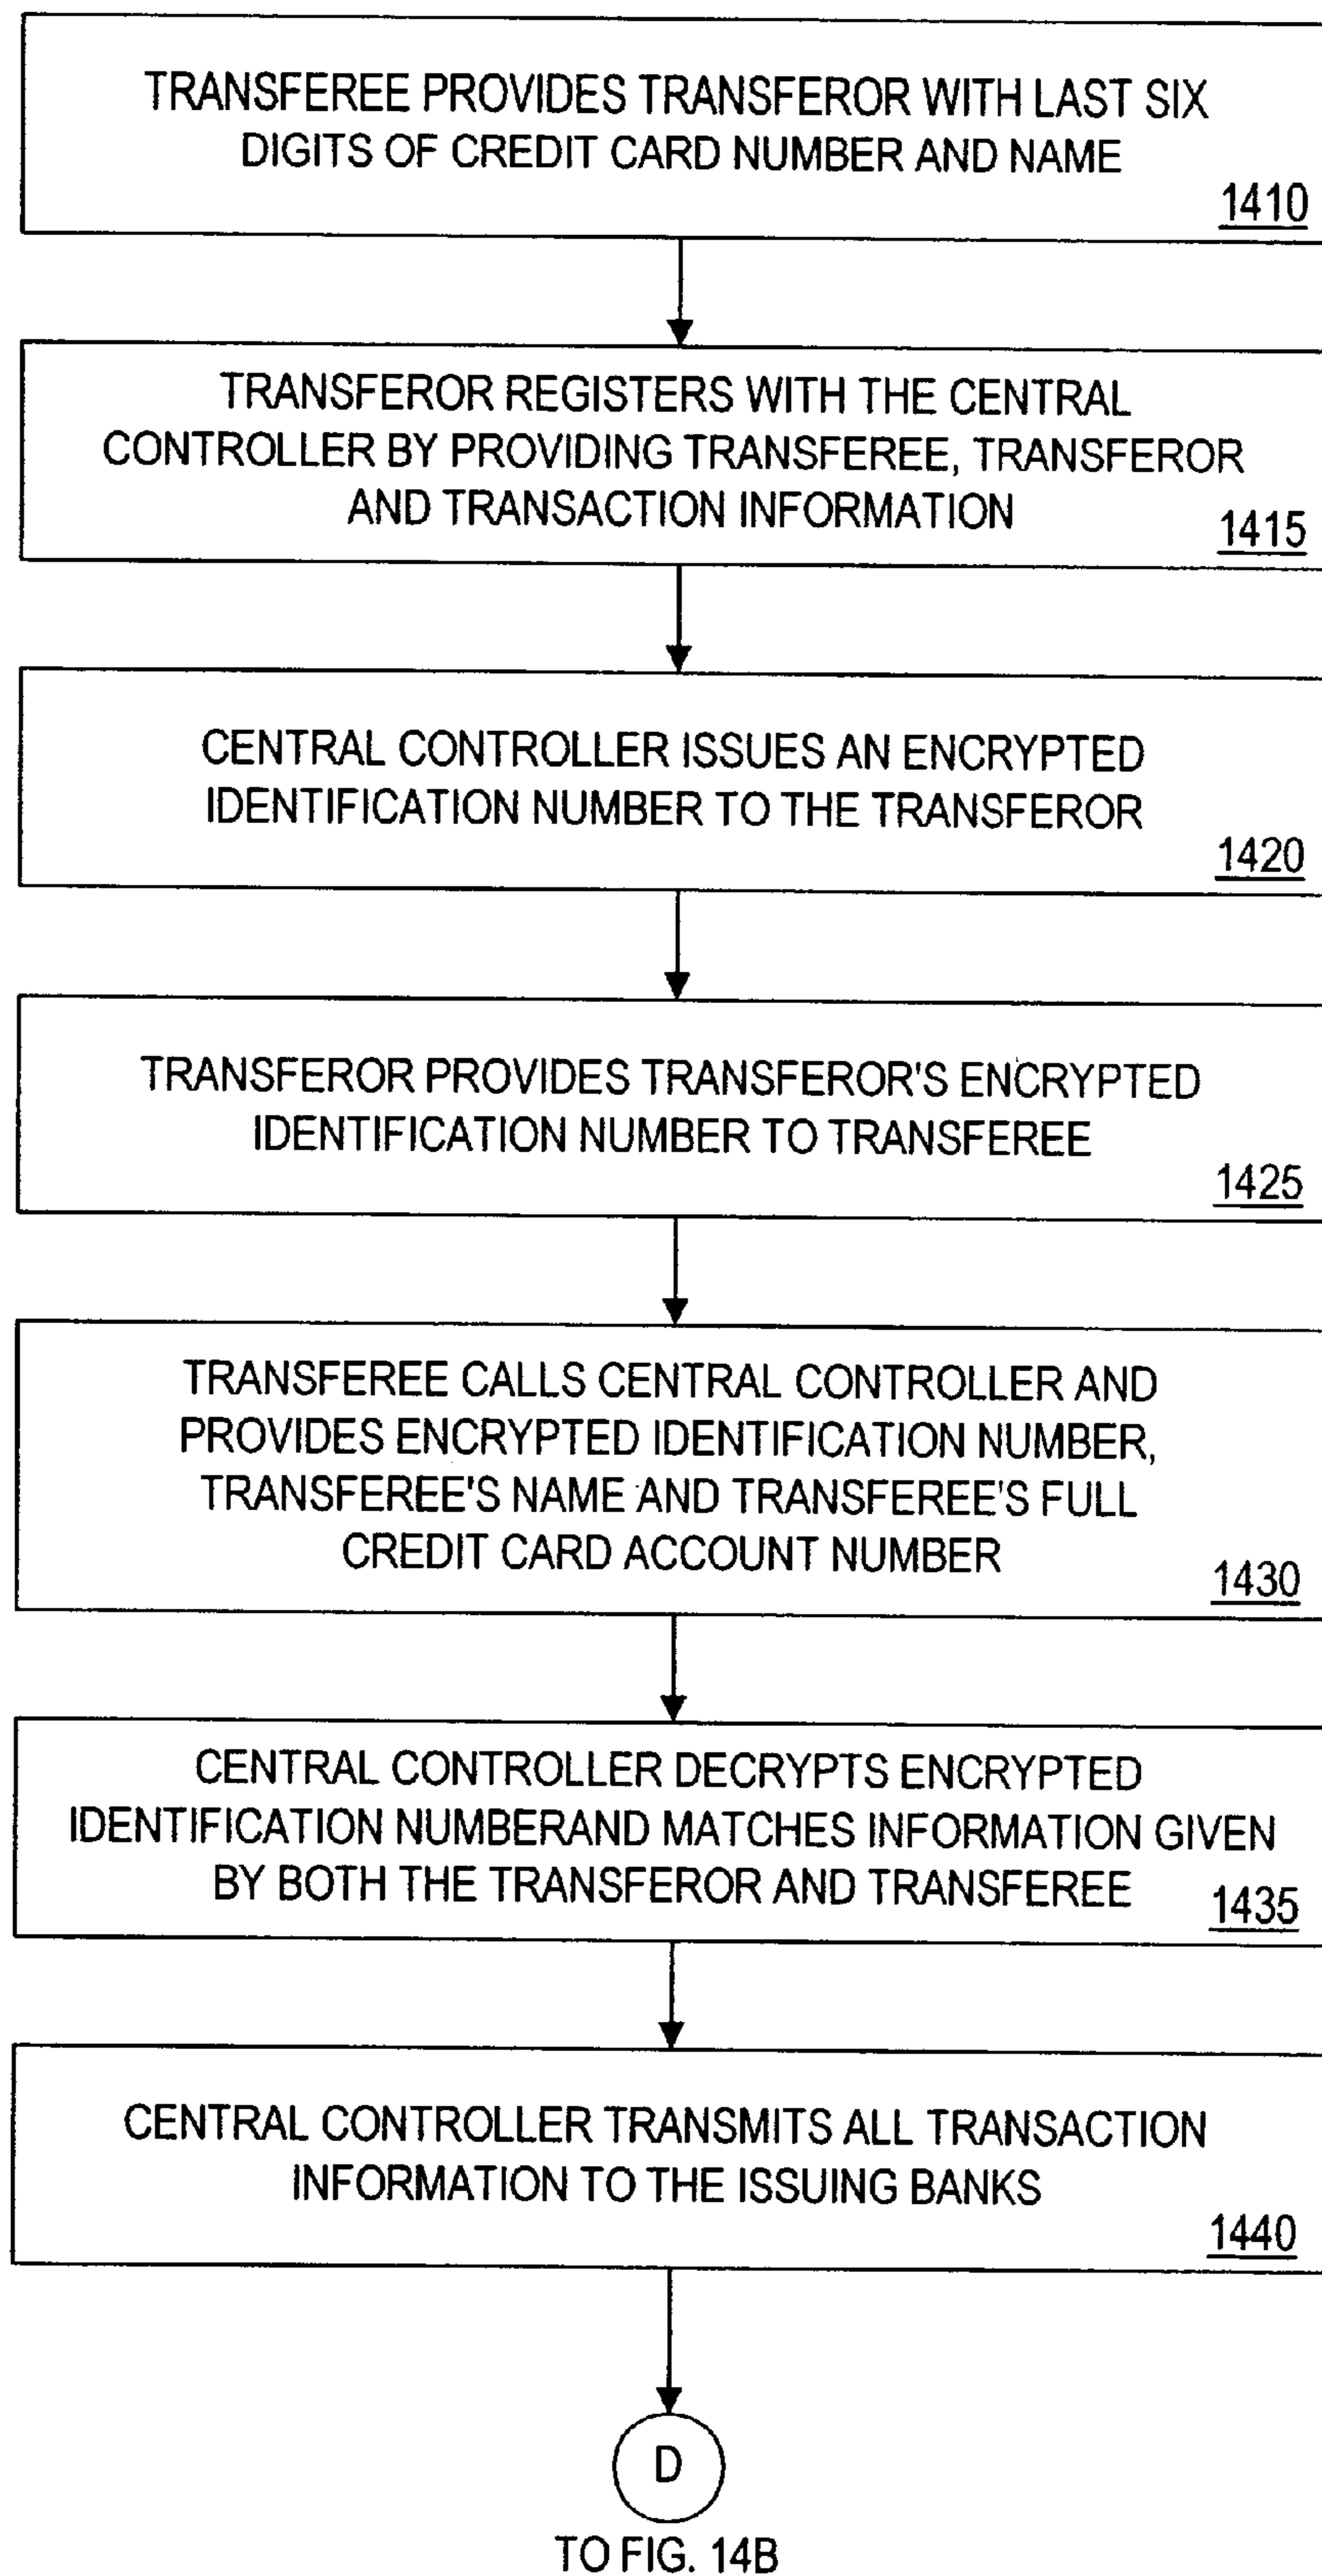 TRANSFEREE PROVIDES TRANSFEROR WITH LAST SIX
DIGITS OF CREDIT CARD NUMBER AND NAME
1410
TRANSFEROR REGISTERS WITH THE CENTRAL
CONTROLLER BY PROVIDING TRANSFEREE, TRANSFEROR
AND TRANSACTION INFORMATION
1415
CENTRAL CONTROLLER ISSUES AN ENCRYPTED
IDENTIFICATION NUMBER TO THE TRANSFEROR
1420
TRANSFEROR PROVIDES TRANSFEROR'S ENCRYPTED
IDENTIFICATION NUMBER TO TRANSFEREE
1425
TRANSFEREE CALLS CENTRAL CONTROLLER AND
PROVIDES ENCRYPTED IDENTIFICATION NUMBER,
TRANSFEREE'S NAME AND TRANSFEREE'S FULL
CREDIT CARD ACCOUNT NUMBER
1430
CENTRAL CONTROLLER DECRYPTS ENCRYPTED
IDENTIFICATION NUMBERAND MATCHES INFORMATION GIVEN
BY BOTH THE TRANSFEROR AND TRANSFEREE
1435
CENTRAL CONTROLLER TRANSMITS ALL TRANSACTION
INFORMATION TO THE ISSUING BANKS
1440
D
TO FIG. 14B